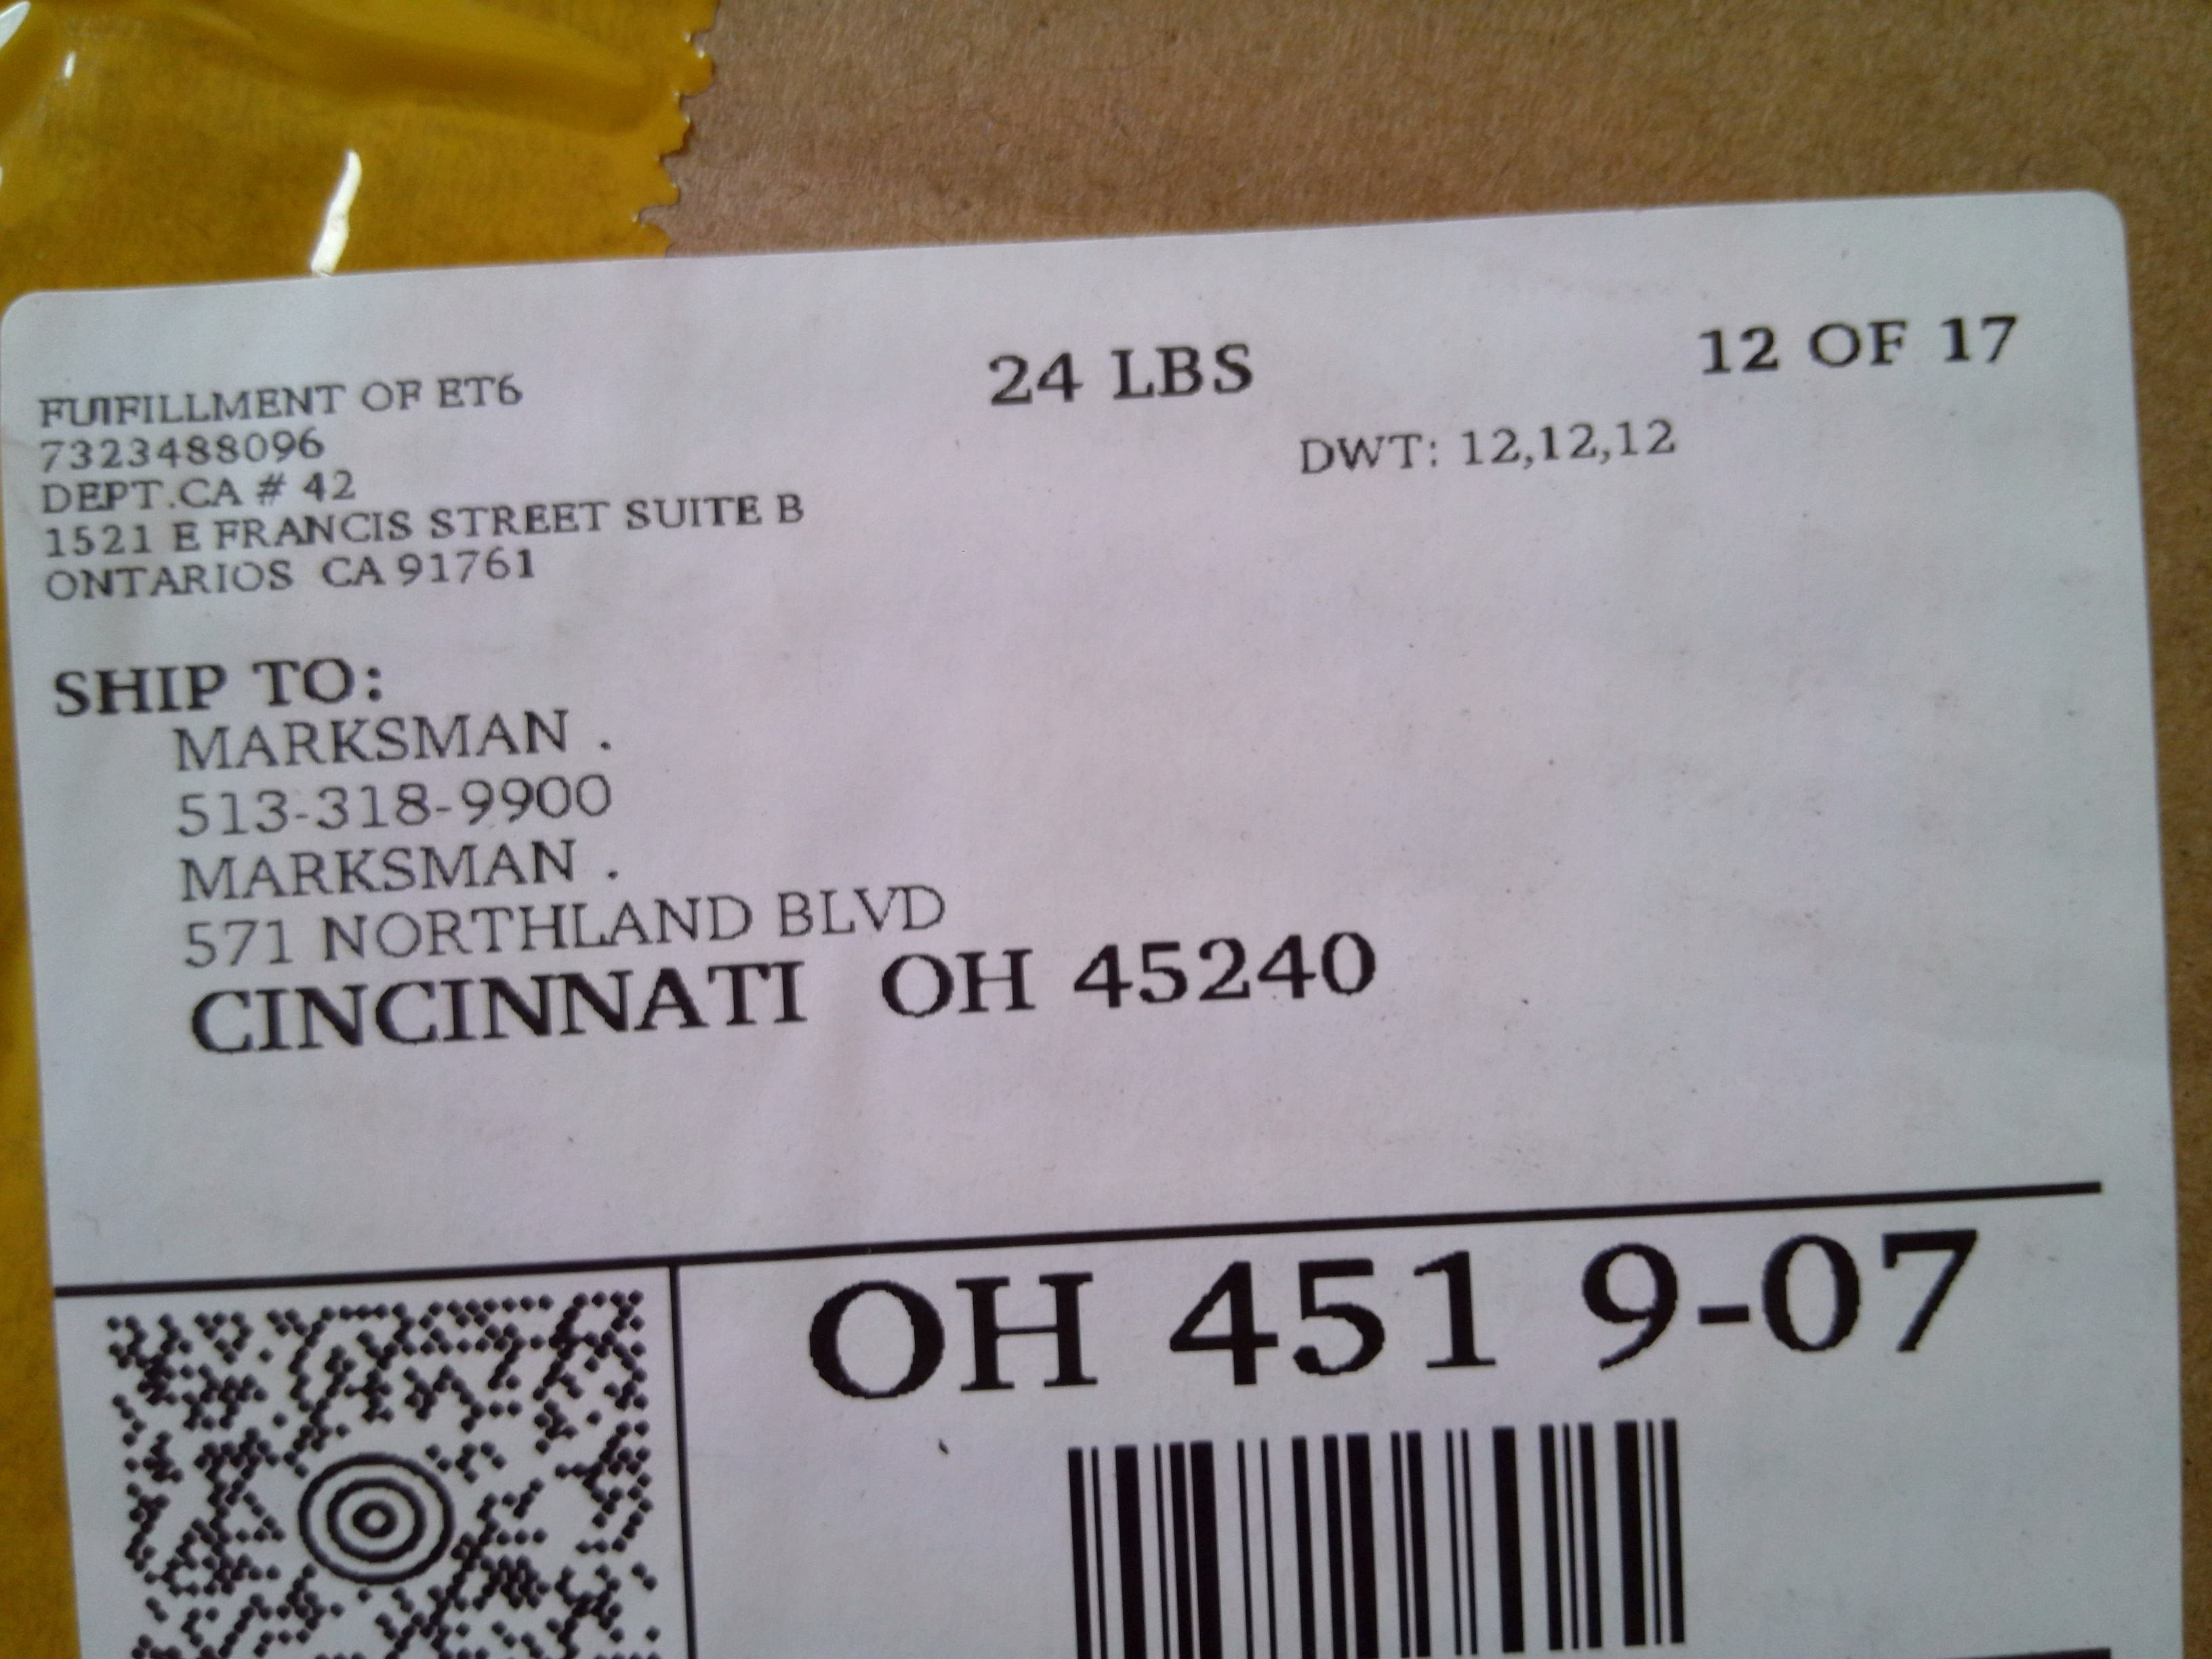 FUIFILLMENT OF ET6
7323488096
DEPT.CA # 42
1521 E FRANCIS STREET SUITE B
ONTARIOS CA 91761
24 LBS
12 OF 17
DWT: 12,12,12
SHIP TO:
MARKSMAN .
513-318-9900
MARKSMAN .
571 NORTHLAND BLVD
CINCINNATI OH 45240
OH 451 9-07